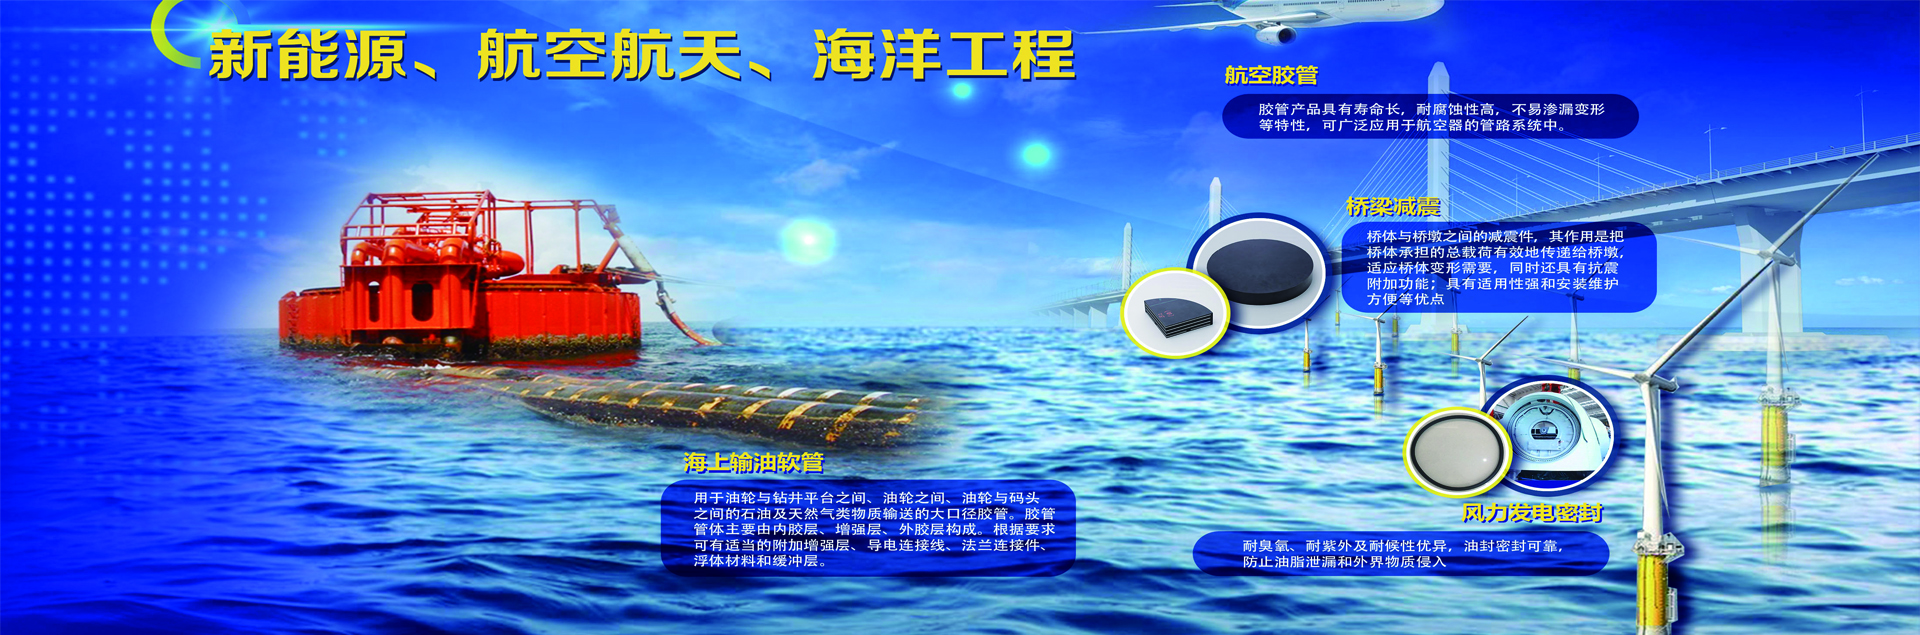 新能源、航空航天、海洋工程
航空胶管
胶管产品具有寿命长，耐腐蚀性高，不易渗漏变形
等特性，可广泛应用于航空器的管路系统中。
桥梁减震
桥体与桥墩之间的减震件，其作用是把
桥体承担的总载荷有效地传递给桥墩，
适应桥体变形需要，同时还具有抗震
附加功能；具有适用性强和安装维护
方便等优点
海上输油软管
用于油轮与钻井平台之间、油轮之间、油轮与码头
之间的石油及天然气类物质输送的大口径胶管。胶管
管体主要由内胶层、增强层、外胶层构成。根据要求
可有适当的附加增强层、导电连接线、法兰连接件、
浮体材料和缓冲层。
风力发电密封
耐臭氧、耐紫外及耐候性优异，油封密封可靠，
防止油脂泄漏和外界物质侵入